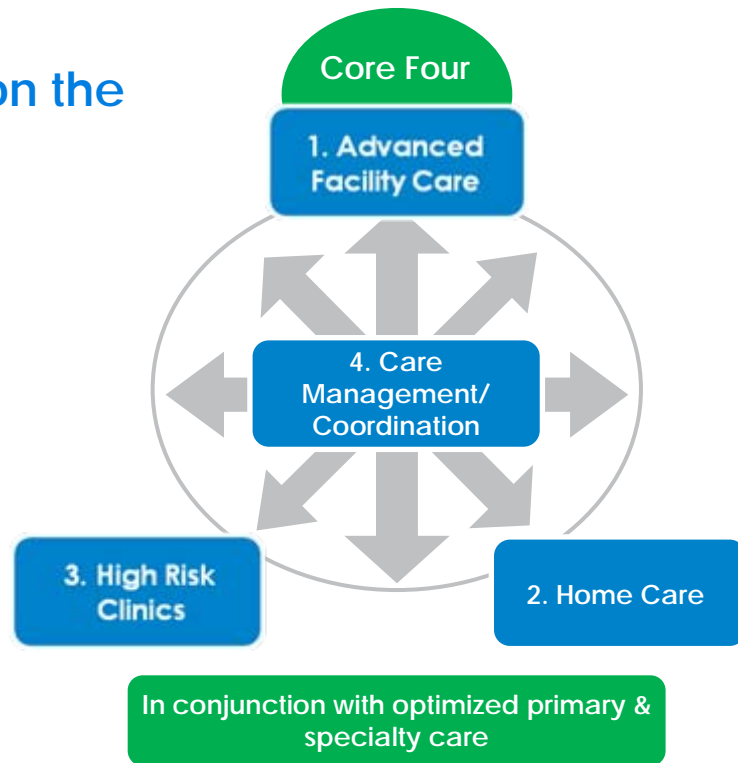 on the
Core Four
1. Advanced
Facility Care
4. Care
Management/
Coordination
3. High Risk
Clinics
2. Home Care
In conjunction with optimized primary &
specialty care